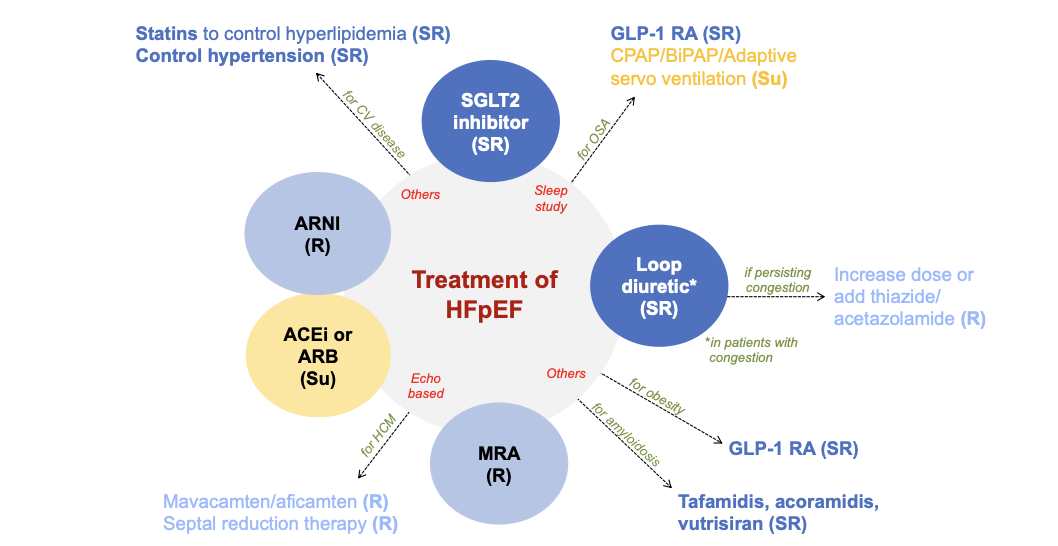 Statins to control hyperlipidemia (SR)
Control hypertension (SR)
GLP-1 RA (SR)
CPAP/BiPAP/Adaptive
servo ventilation (Su)
SGLT2
inhibitor
(SR)
for CV disease
for OSA
Others
Sleep
study
ARNI
(R)
Treatment of
HFpEF
Loop
diuretic*
(SR)
if persisting
congestion
Increase dose or
add thiazide/
acetazolamide (R)
*in patients with
congestion
ACEi or
ARB
(Su)
Echo
based
Others
for HCM
for obesity
for amyloidosis
MRA
(R)
GLP-1 RA (SR)
Mavacamten/aficamten (R)
Septal reduction therapy (R)
Tafamidis, acoramidis,
vutrisiran (SR)